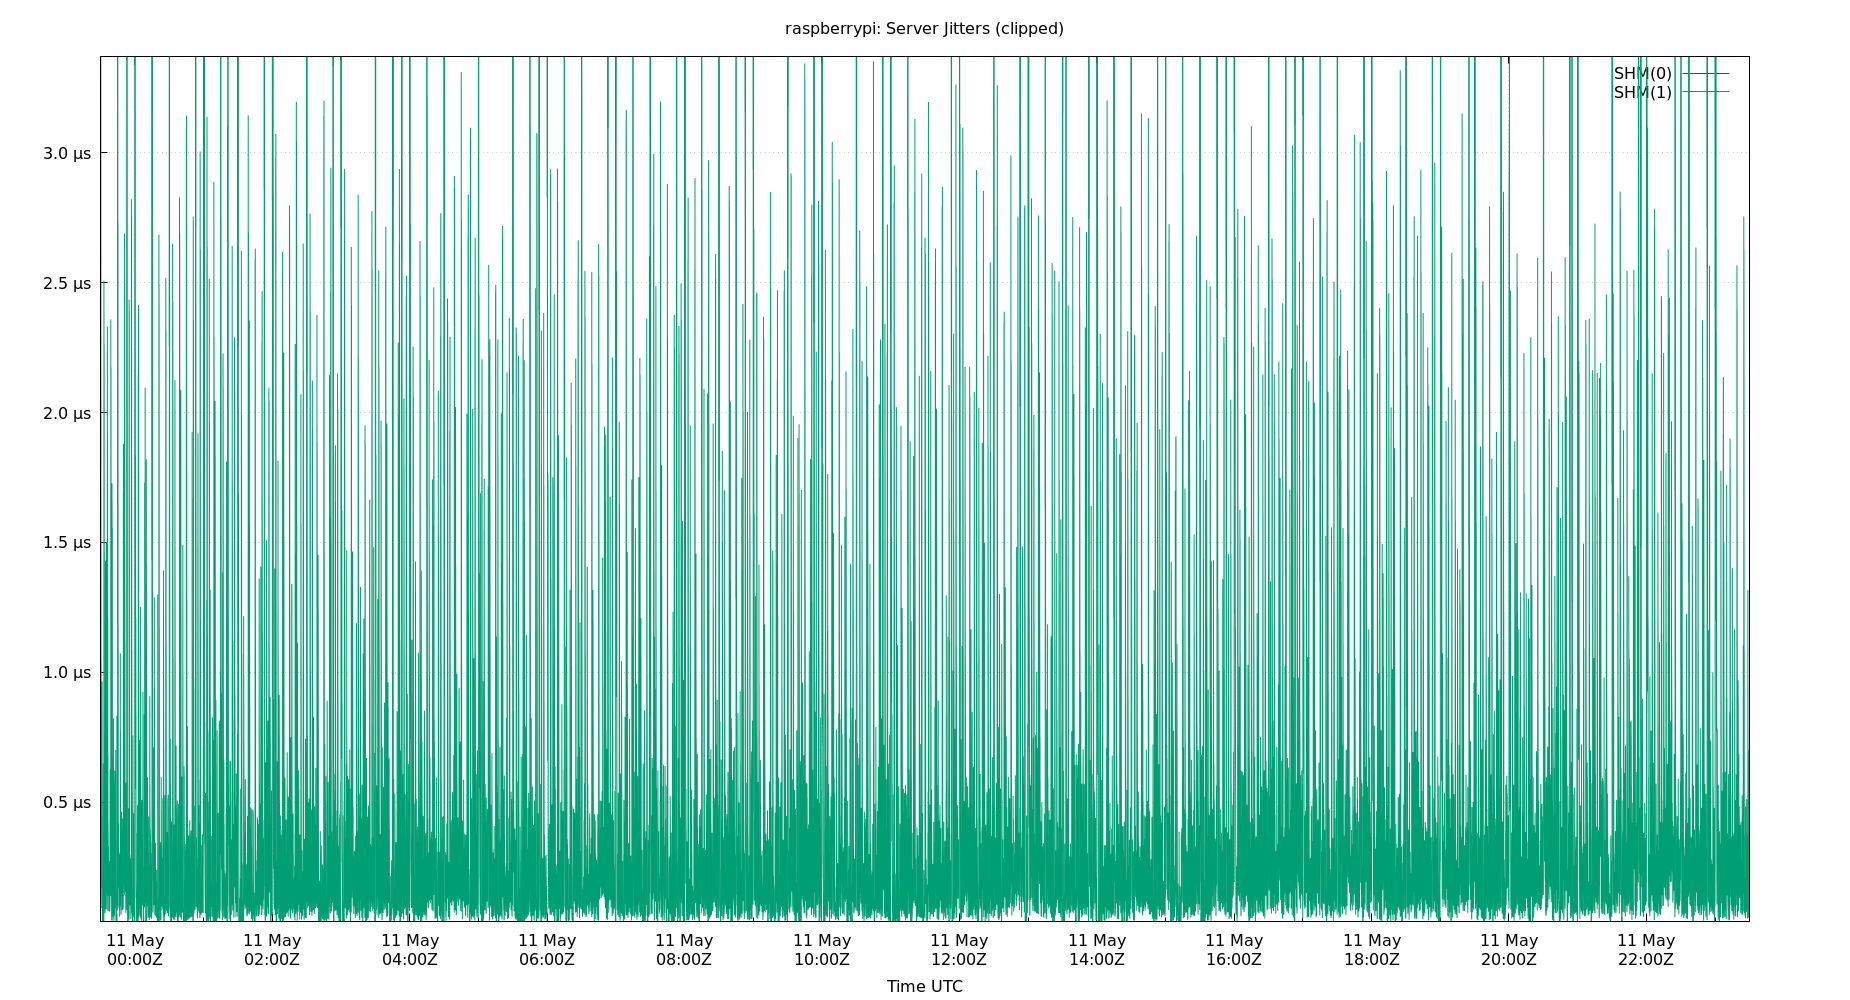 raspberrypi: Server Jitters (clipped)
SHM(0)
SHM(1)
3.0 µs
2.5 µs
2.0 µs
1.5 µs
1.0 µs
0.5 µs
11 May 11 May 11 May 11 May 11 May 11 May 11 May 11 May 11 May 11 May 11 May 11 May
00:00Z 02:00Z 04:00Z 06:00Z 08:00Z 10:00Z 12:00Z 14:00Z 16:00Z 18:00Z 20:00Z 22:00Z
Time UTC